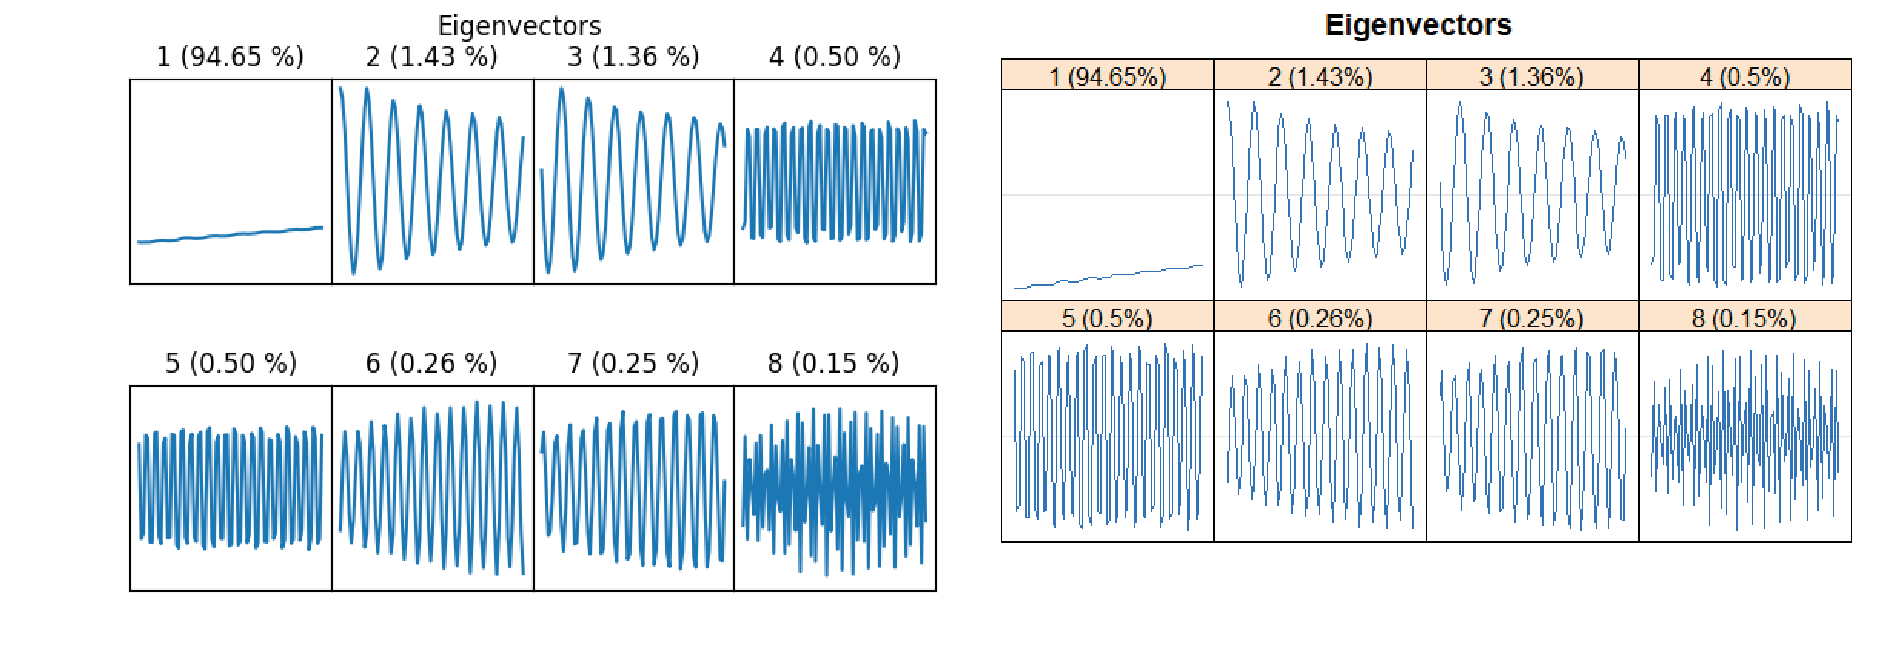 Eigenvectors
1 (94.65 %) 2 (1.43 %) 3 (1.36 %) 4 (0.50 %)
5 (0.50 %) 6 (0.26 %) 7 (0.25 %) 8 (0.15 %)
Eigenvectors
1 (94.65%) 2 (1.43%) 3 (1.36%) 4 (0.5%)
5 (0.5%) 6 (0.26%) 7 (0.25%) 8 (0.15%)